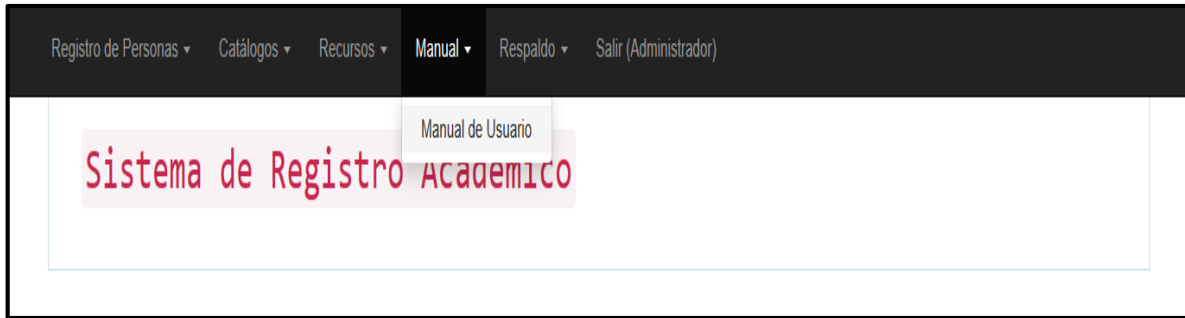 Registro de Personas Catálogos Recursos Manual Respaldo Salir (Administrador)
Manual de Usuario
Sistema de Registro Académico